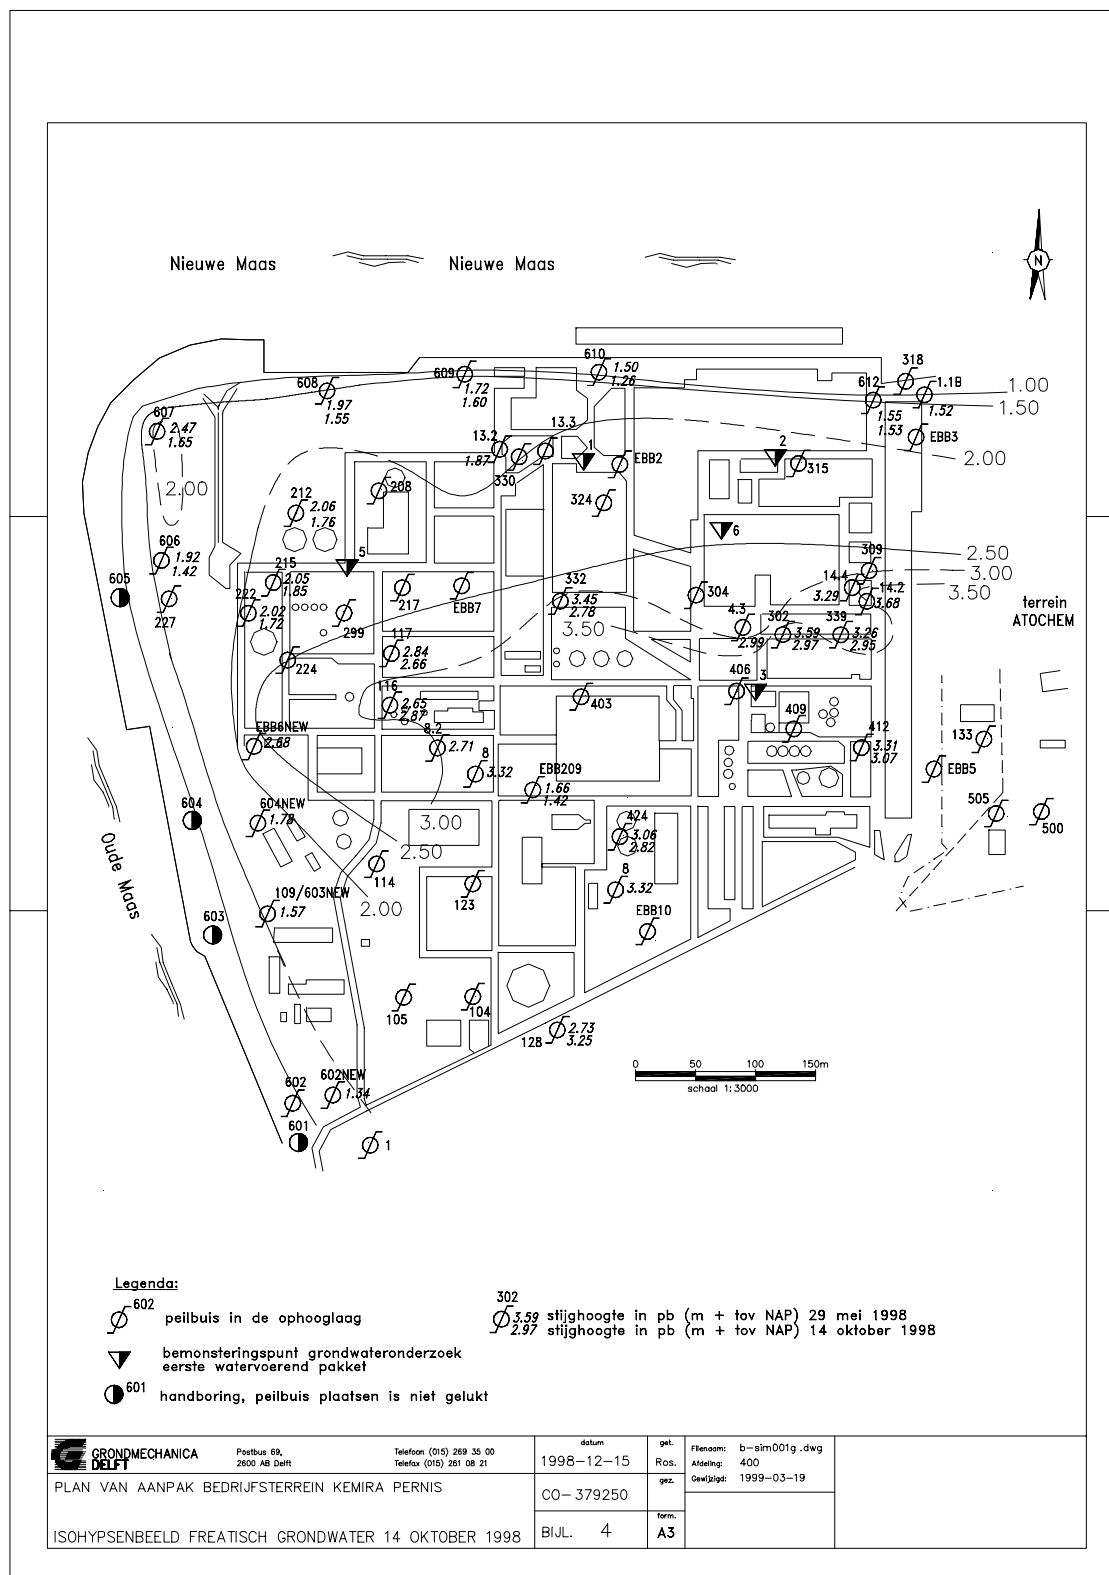 Nieuwe Maas
Nieuwe Maas
N
610
1.50
1.26
318
608
609
612
1.1B
1.00
1.50
1.97
1.55
1.72
1.60
1.55
1.53
1.52
607
2.47
1.65
13.2
13.3
1.87
330
1
EBB2
2
315
EBB3
2.00
2.00
208
212
2.06
1.76
324
6
606
1.92
1.42
5
2.50
309
3.00
3.50
215
2.05
1.85
605
222
2.02
1.72
227
299
217
EBB7
332
3.45
2.78
3.50
304
14.4
3.29
14.2
3.68
4.3
2.99
302
3.59
2.97
339
3.26
2.95
terrein
ATOCHEM
117
2.84
2.66
224
116
2.65
2.87
403
406
3
409
EBB6NEW
2.68
8.2
2.71
8
3.32
EBB209
1.66
1.42
412
3.31
3.07
133
EBB5
505
500
604
604NEW
1.78
3.00
2.50
424
3.06
2.82
Oude Maas
114
123
8
3.32
109/603NEW
1.57
2.00
603
EBB10
105
104
128
2.73
3.25
602
602NEW
1.34
601
1
0 50 100 150m
schaal 1:3000
Legenda:
602
peilbuis in de ophooglaag
bemonsteringspunt grondwateronderzoek
eerste watervoerend pakket
601
handboring, peilbuis plaatsen is niet gelukt
302
3.59 stijghoogte in pb (m + tov NAP) 29 mei 1998
2.97 stijghoogte in pb (m + tov NAP) 14 oktober 1998
GRONDMECHANICA
DELFT
Postbus 69,
2600 AB Delft
Telefoon (015) 269 35 00
Telefax (015) 261 08 21
datum
1998-12-15
get.
Ros.
Filenaam: b-sim001g.dwg
Afdeling: 400
Gewijzigd: 1999-03-19
PLAN VAN AANPAK BEDRIJFSTERREIN KEMIRA PERNIS
CO-379250
gez.
ISOHYPSENBEELD FREATISCH GRONDWATER 14 OKTOBER 1998
BIJL. 4
form.
A3